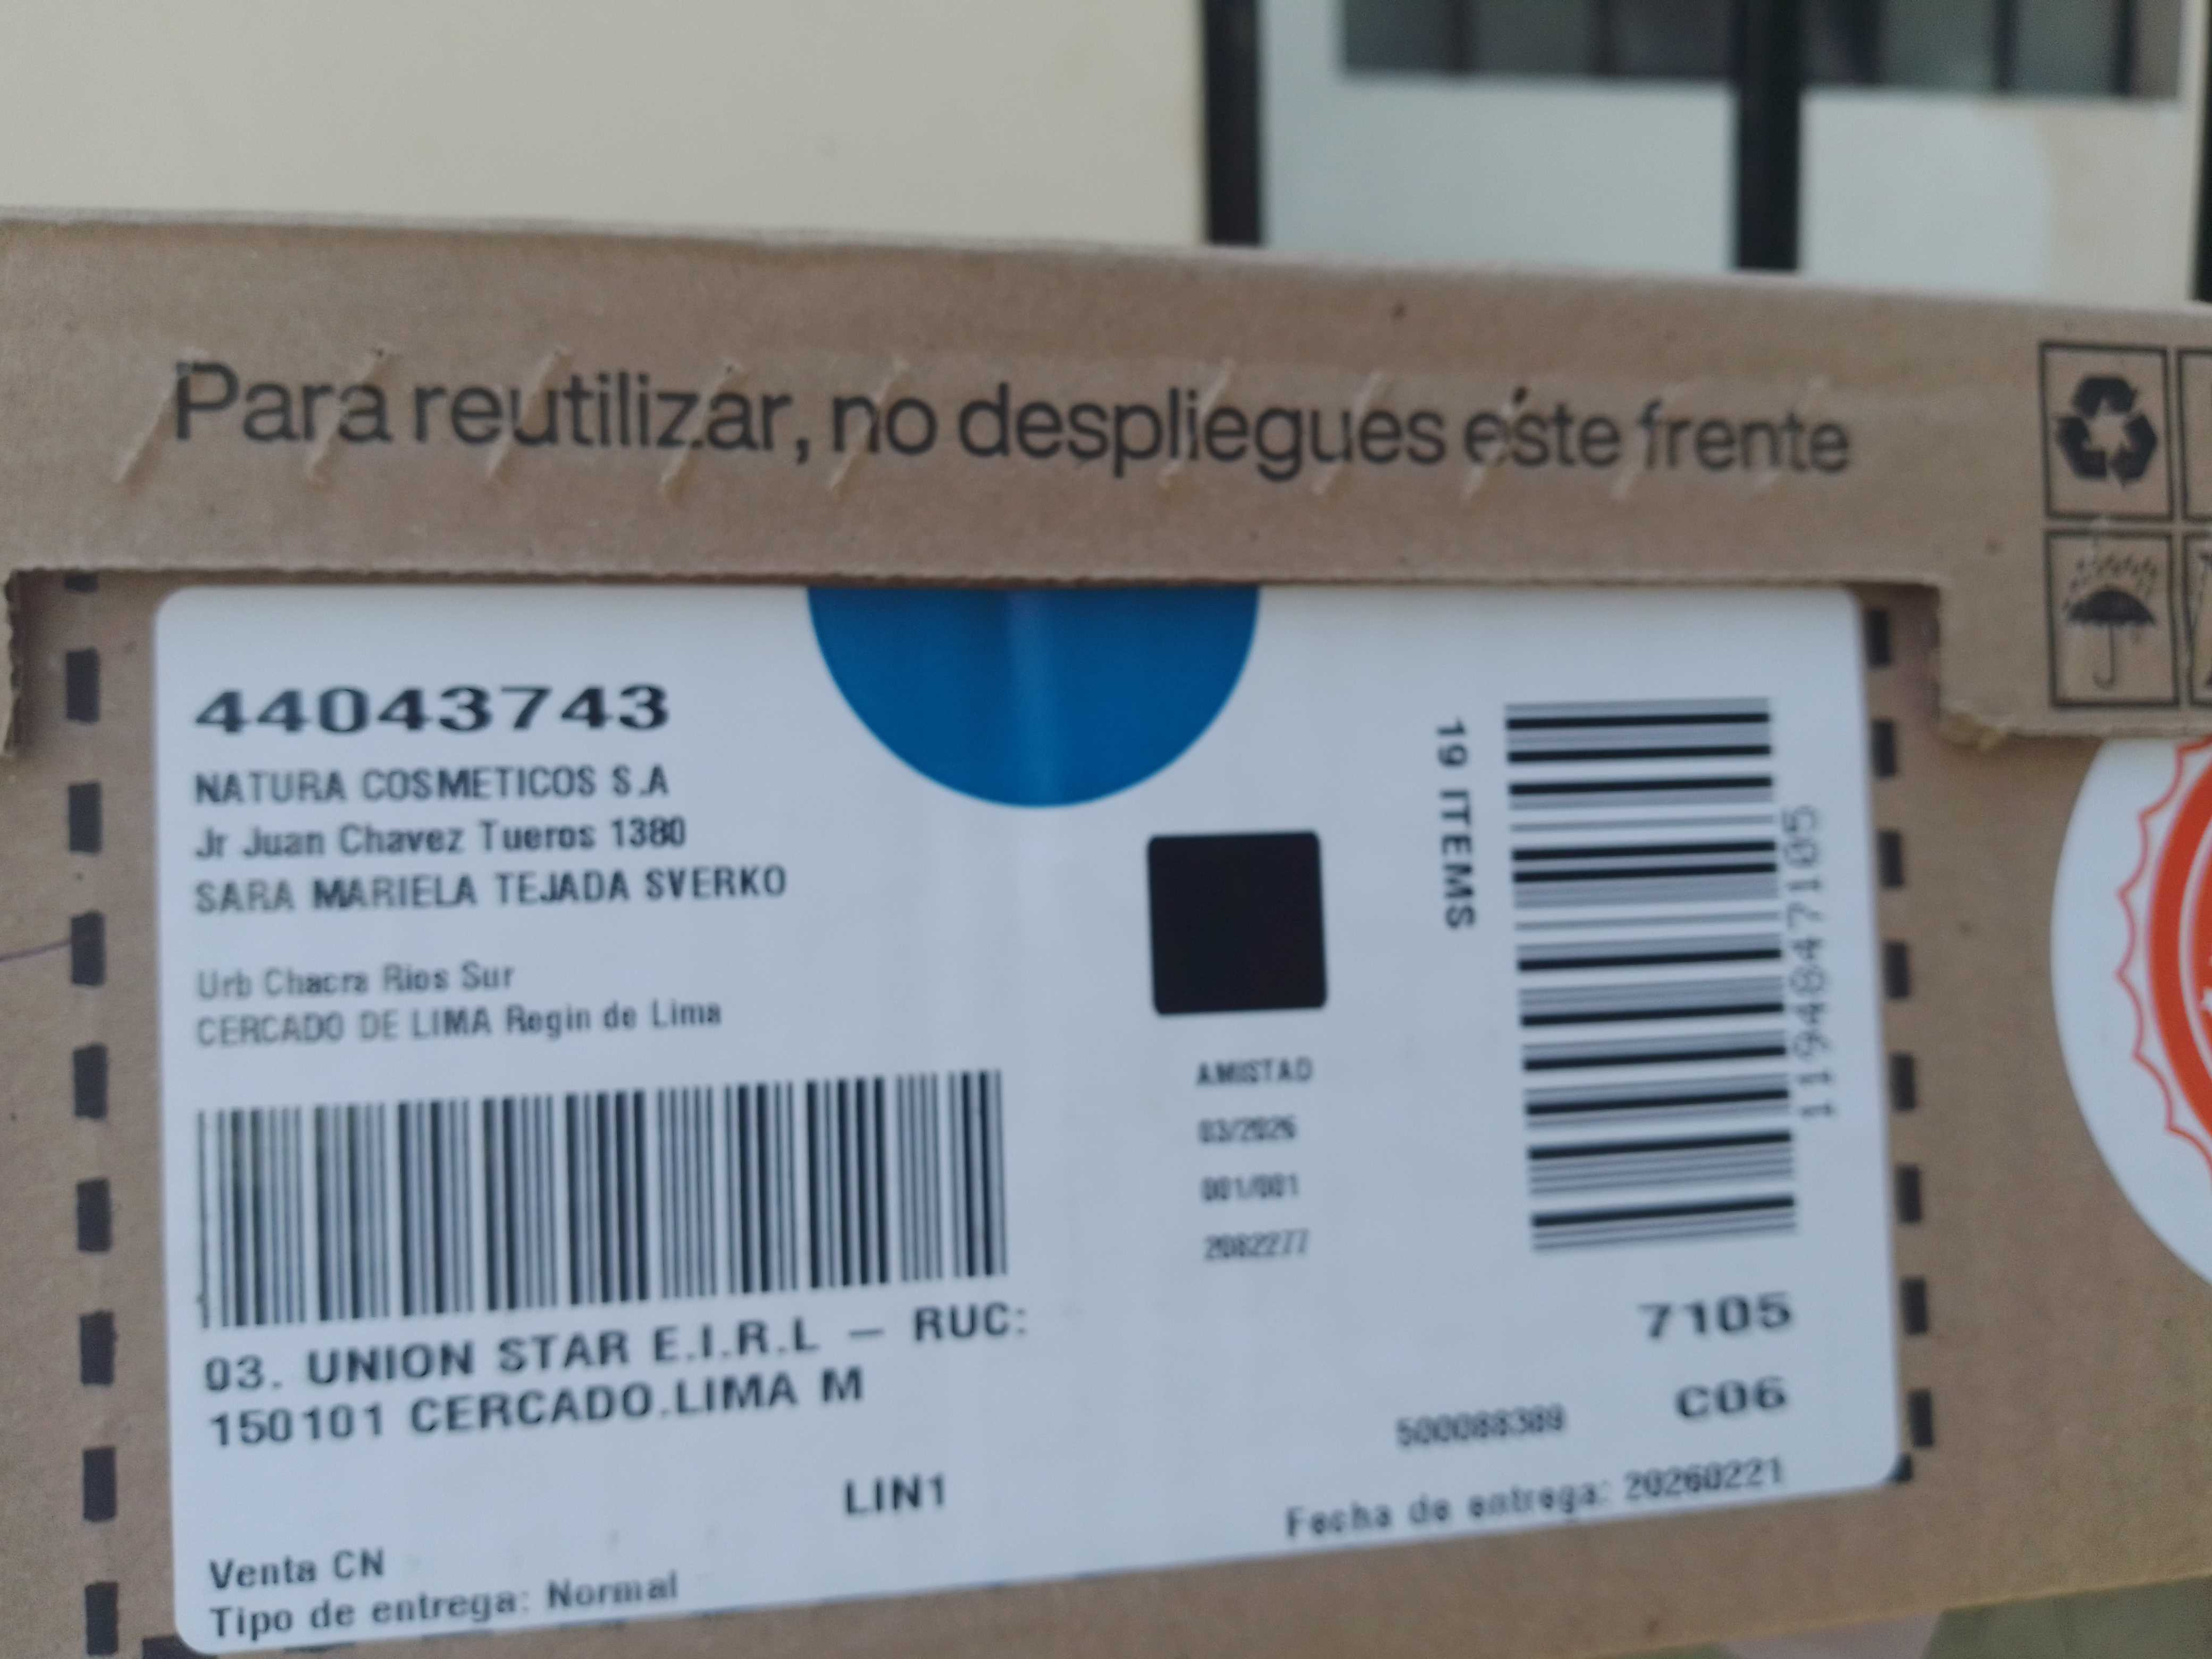 Para reutilizar, no despliegues este frente
44043743
NATURA COSMETICOS S.A
Jr Juan Chavez Tueros 1380
SARA MARIELA TEJADA SVERKO
Urb Chacra Rios Sur
CERCADO DE LIMA Regin de Lima
03. UNION STAR E.I.R.L – RUC:
150101 CERCADO.LIMA M
LIN1
Venta CN
Tipo de entrega: Normal
AMISTAD
03/2026
001/001
2082277
19 ITEMS
119484847105
7105
C06
500088389
Fecha de entrega: 20260221